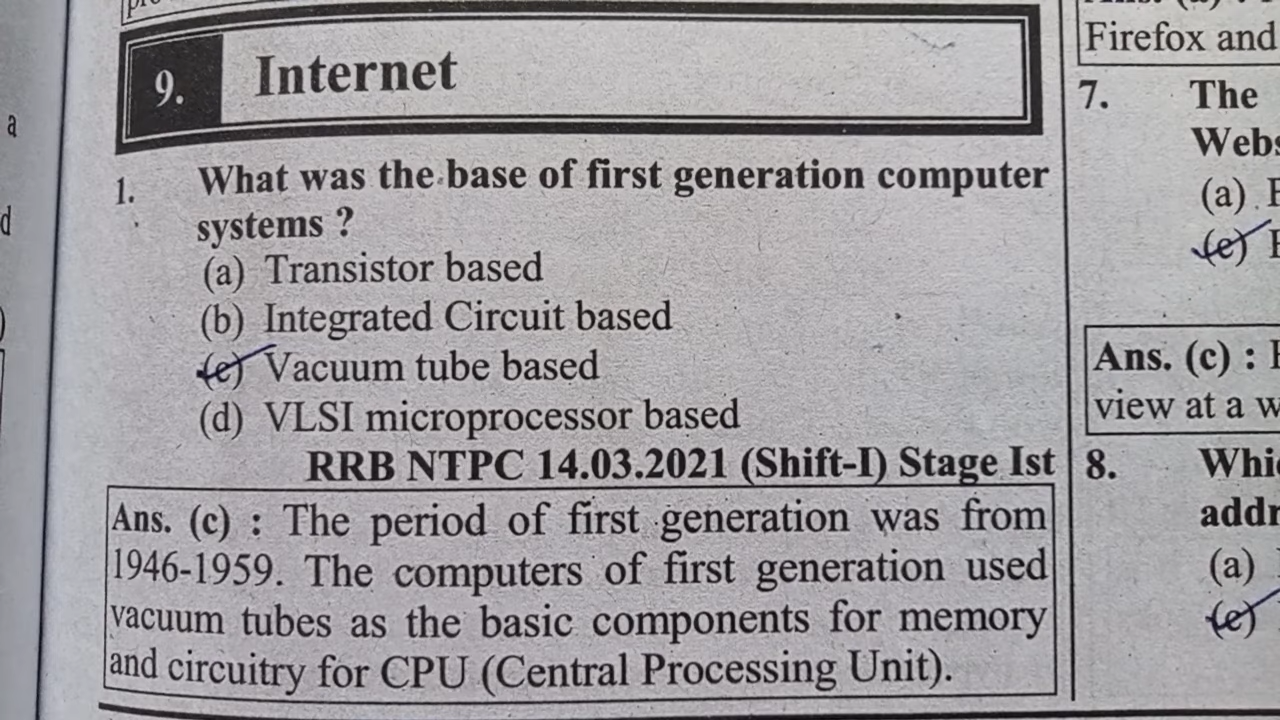 9. Internet
1. What was the base of first generation computer
systems ?
(a) Transistor based
(b) Integrated Circuit based
(c) Vacuum tube based
(d) VLSI microprocessor based
RRB NTPC 14.03.2021 (Shift-I) Stage Ist
Ans. (c) : The period of first generation was from
1946-1959. The computers of first generation used
vacuum tubes as the basic components for memory
and circuitry for CPU (Central Processing Unit).
Firefox and
7. The
(a)
(c)
Ans. (c) :
view at a
8.
(a)
(c)